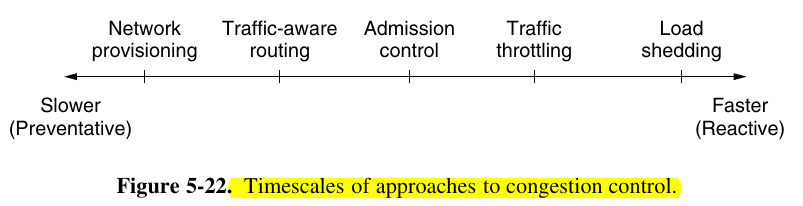 Network Traffic-aware Admission Traffic Load
provisioning routing control throttling shedding
Slower Faster
(Preventative) (Reactive)
Figure 5-22. Timescales of approaches to congestion control.